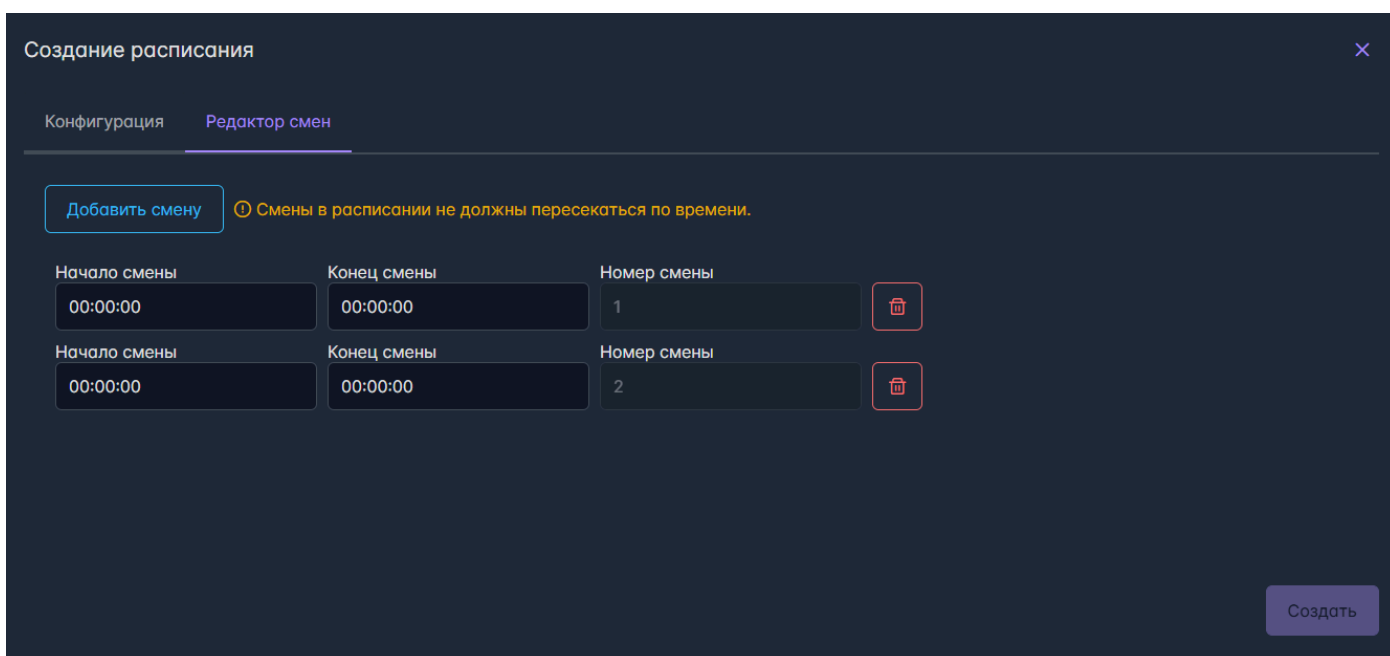 Создание расписания
Конфигурация Редактор смен
Добавить смену Смены в расписании не должны пересекаться по времени.
Начало смены Конец смены Номер смены
00:00:00 00:00:00 1
Начало смены Конец смены Номер смены
00:00:00 00:00:00 2
Создать